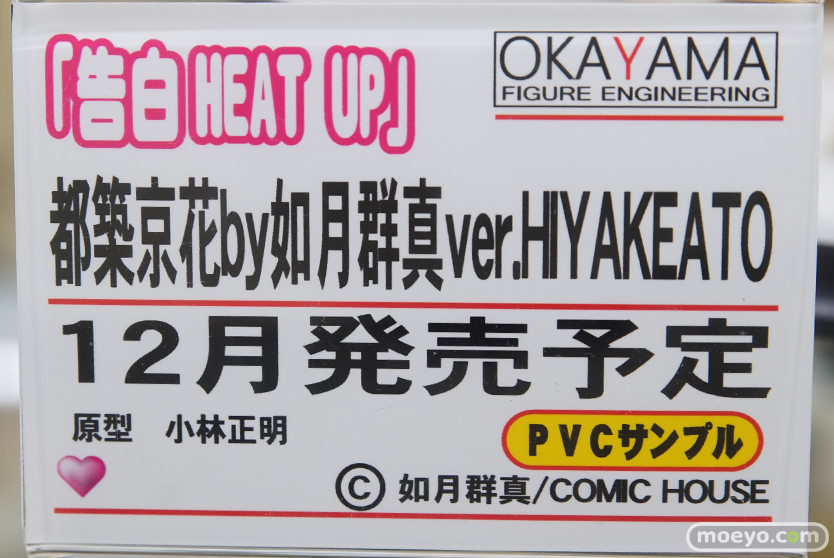 「告白HEAT UP」
OKAYAMA
FIGURE ENGINEERING
都築京花by如月群真ver.HIYAKEATO
12月発売予定
原型 小林正明
PVCサンプル
©如月群真/COMIC HOUSE
moeyo.com